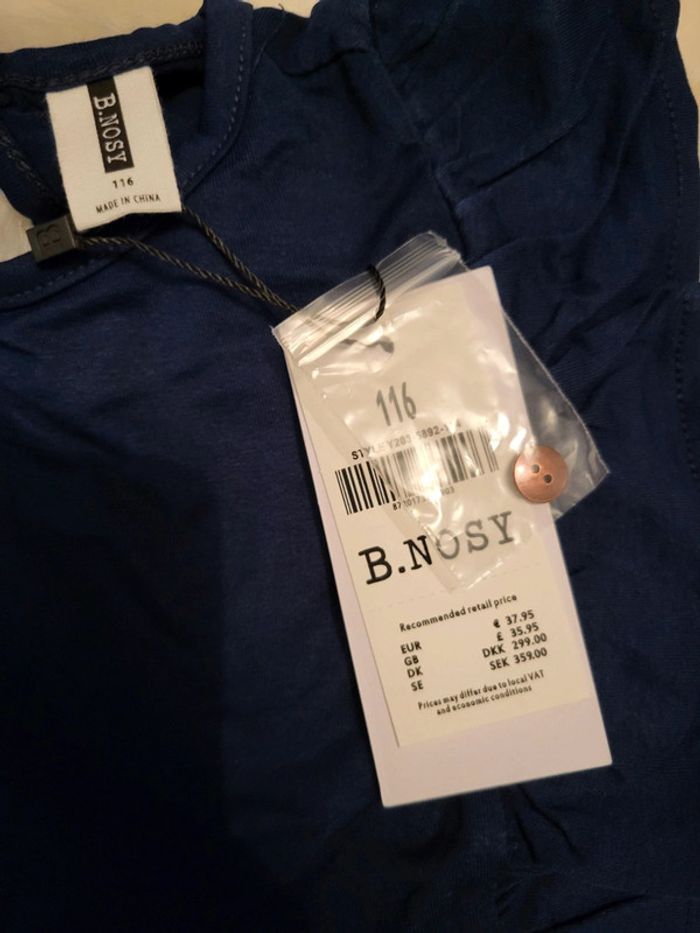 B.NOSY
116
MADE IN CHINA
B
116
STYLE
B.NOSY
Recommended retail price
EUR € 37.95
GB £ 35.95
DK DKK 299.00
SE SEK 359.00
Prices may differ due to local VAT
and economic conditions